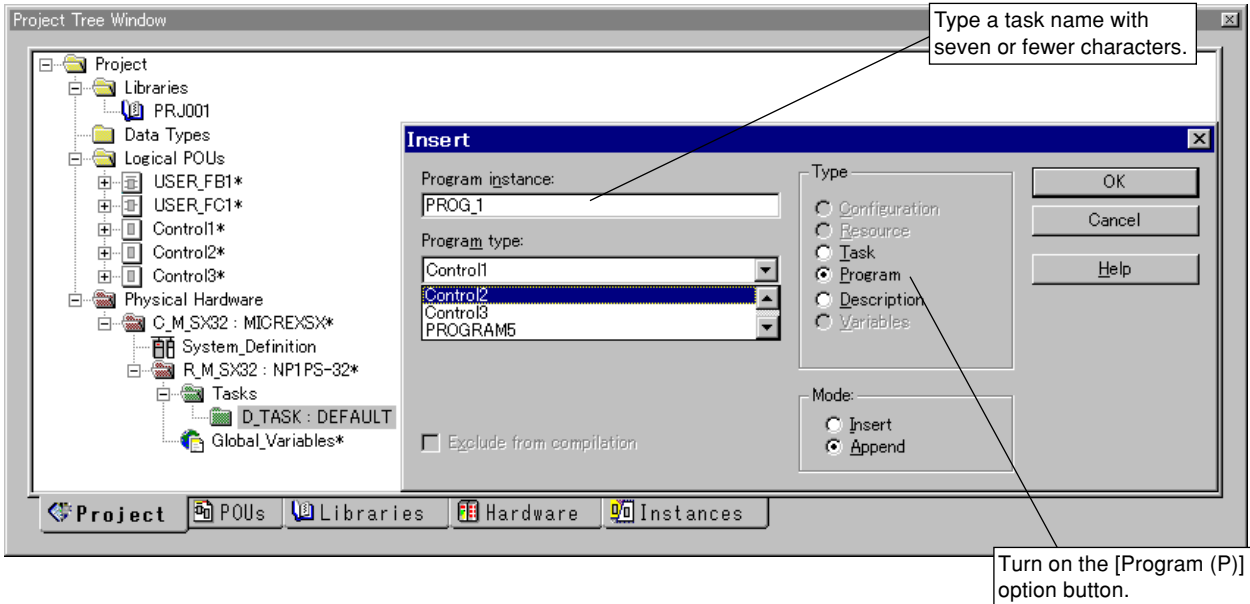 Project Tree Window
Type a task name with
seven or fewer characters.
Project
Libraries
PRJ001
Data Types
Logical POUs
USER_FB1*
USER_FC1*
Control1*
Control2*
Control3*
Physical Hardware
C_M_SX32 : MICREXSX*
System_Definition
R_M_SX32 : NP1PS-32*
Tasks
D_TASK : DEFAULT
Global_Variables*
Insert
Program instance:
PROG_1
Program type:
Control1
Control2
Control3
PROGRAM5
Exclude from compilation
Type
Configuration
Resource
Task
Program
Description
Variables
Mode:
Insert
Append
OK
Cancel
Help
Project
POUs
Libraries
Hardware
Instances
Turn on the [Program (P)]
option button.